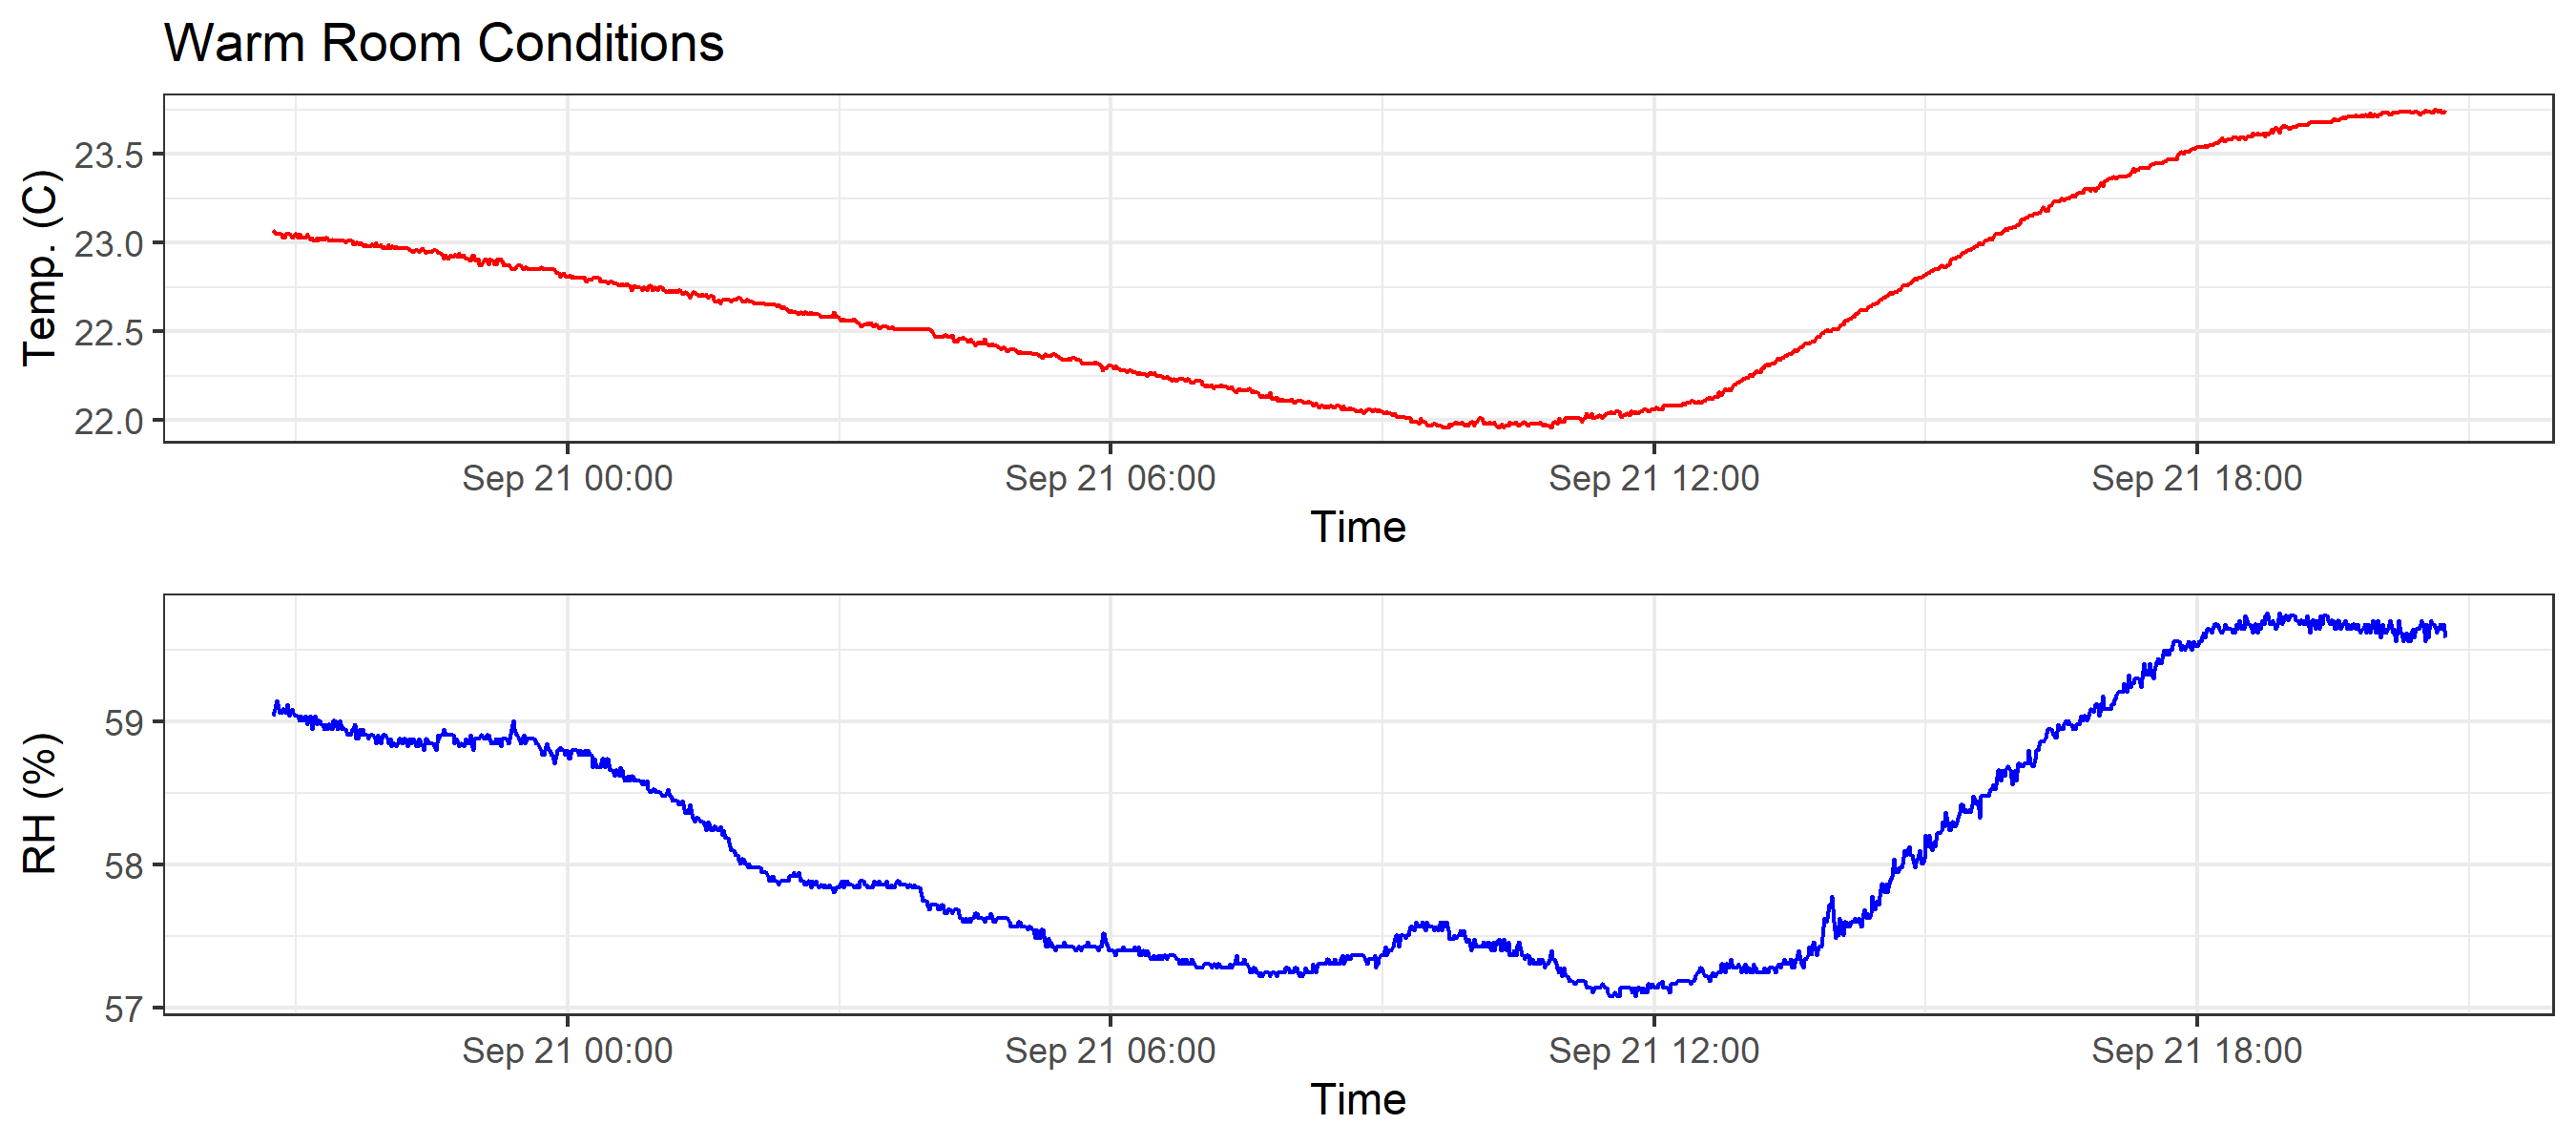 Warm Room Conditions
Temp. (C)
23.5
23.0
22.5
22.0
Sep 21 00:00 Sep 21 06:00 Sep 21 12:00 Sep 21 18:00
Time
RH (%)
59
58
57
Sep 21 00:00 Sep 21 06:00 Sep 21 12:00 Sep 21 18:00
Time